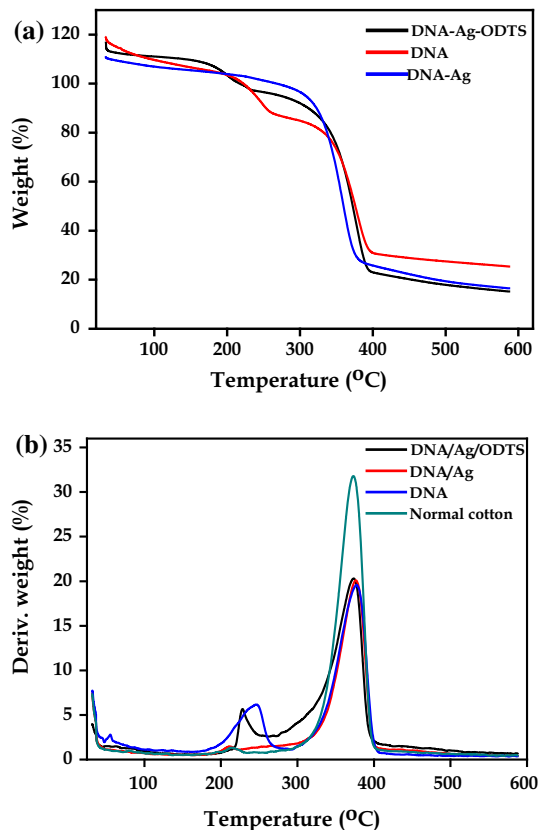 (a)
120
100
80
60
40
20
0
Weight (%)
DNA-Ag-ODTS
DNA
DNA-Ag
100 200 300 400 500 600
Temperature (OC)
(b)
35
30
25
20
15
10
5
0
Deriv. weight (%)
DNA/Ag/ODTS
DNA/Ag
DNA
Normal cotton
100 200 300 400 500 600
Temperature (OC)